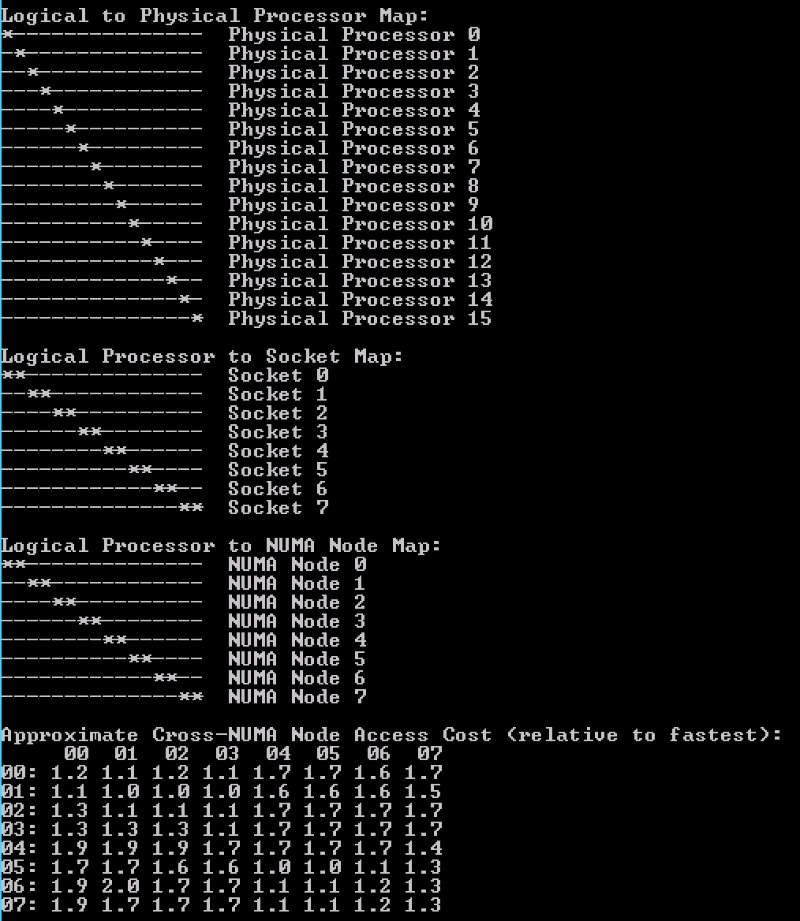 Logical to Physical Processor Map:
*---------------  Physical Processor 0
-*--------------  Physical Processor 1
--*-------------  Physical Processor 2
---*------------  Physical Processor 3
----*-----------  Physical Processor 4
-----*----------  Physical Processor 5
------*---------  Physical Processor 6
-------*--------  Physical Processor 7
--------*-------  Physical Processor 8
---------*------  Physical Processor 9
----------*-----  Physical Processor 10
-----------*----  Physical Processor 11
------------*---  Physical Processor 12
-------------*--  Physical Processor 13
--------------*-  Physical Processor 14
---------------*  Physical Processor 15
Logical Processor to Socket Map:
**--------------  Socket 0
--**------------  Socket 1
----**----------  Socket 2
------**--------  Socket 3
--------**------  Socket 4
----------**----  Socket 5
------------**--  Socket 6
--------------**  Socket 7
Logical Processor to NUMA Node Map:
**--------------  NUMA Node 0
--**------------  NUMA Node 1
----**----------  NUMA Node 2
------**--------  NUMA Node 3
--------**------  NUMA Node 4
----------**----  NUMA Node 5
------------**--  NUMA Node 6
--------------**  NUMA Node 7
Approximate Cross-NUMA Node Access Cost (relative to fastest):
     00  01  02  03  04  05  06  07
00: 1.2 1.1 1.2 1.1 1.7 1.7 1.6 1.7
01: 1.1 1.0 1.0 1.0 1.6 1.6 1.6 1.5
02: 1.3 1.1 1.1 1.1 1.7 1.7 1.7 1.7
03: 1.3 1.3 1.3 1.1 1.7 1.7 1.7 1.7
04: 1.9 1.9 1.9 1.7 1.7 1.7 1.7 1.4
05: 1.7 1.7 1.6 1.6 1.0 1.0 1.1 1.3
06: 1.9 2.0 1.7 1.7 1.1 1.1 1.2 1.3
07: 1.9 1.7 1.7 1.7 1.1 1.1 1.2 1.3